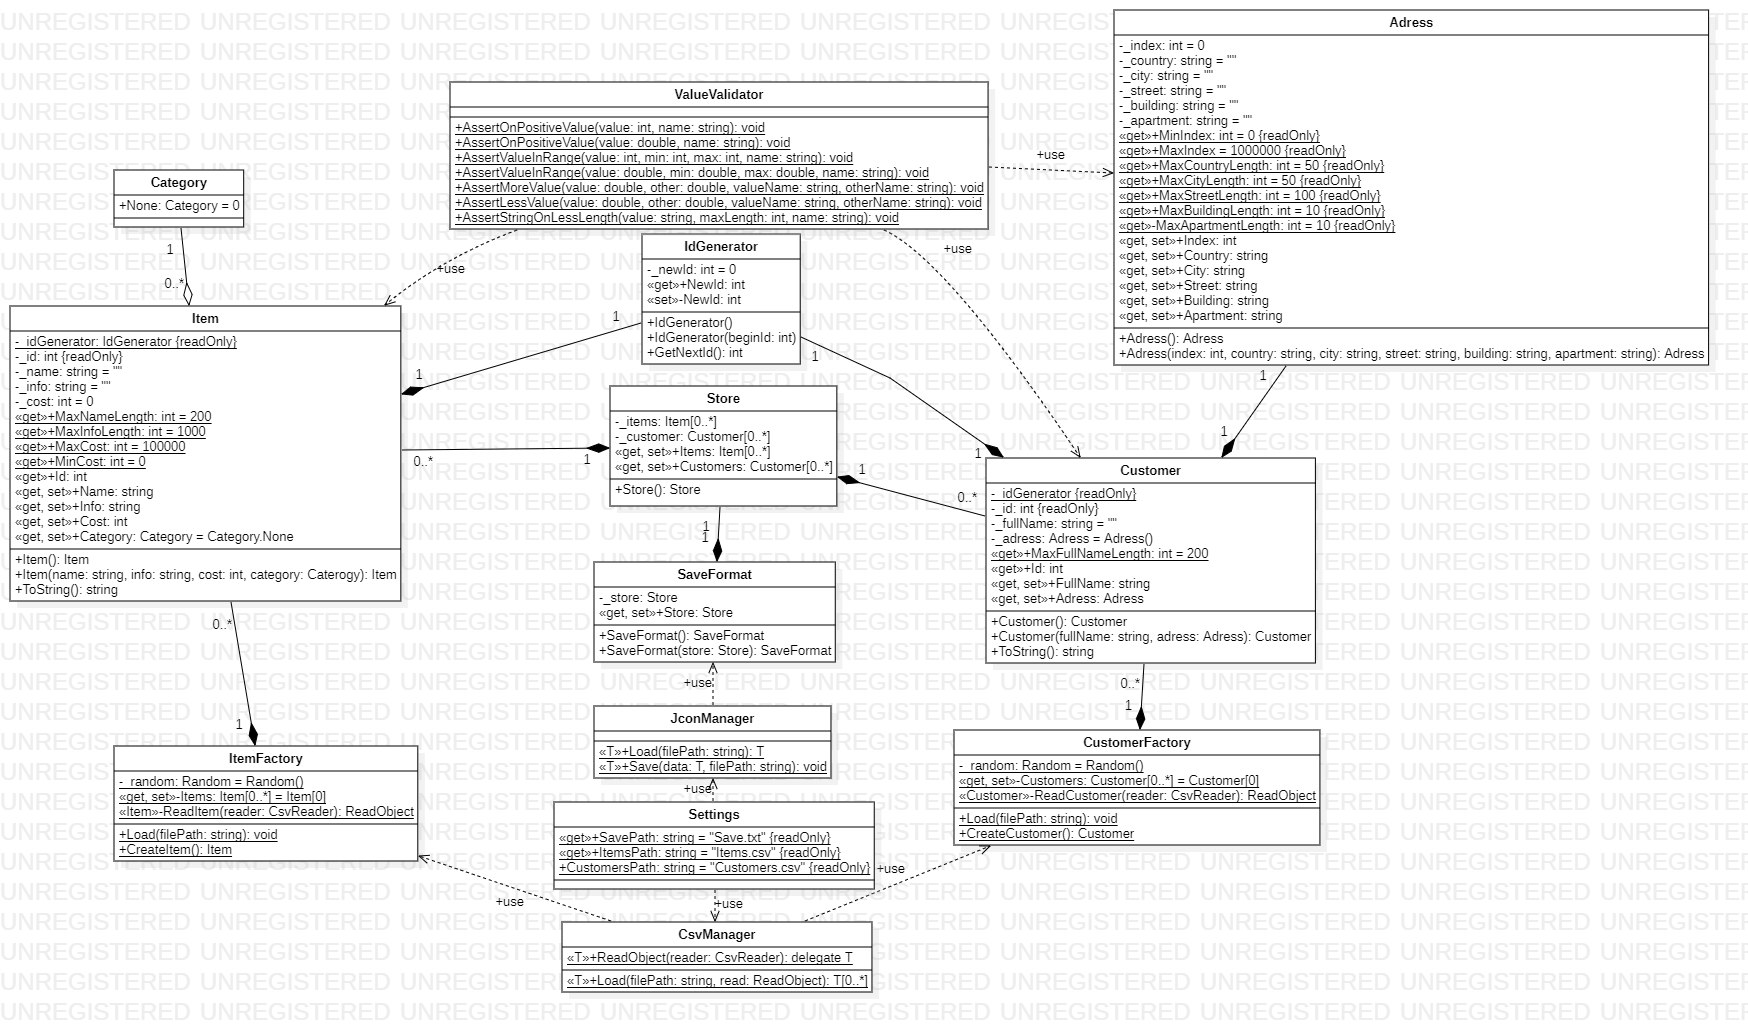 Adress
-_index: int = 0
-_country: string = ""
-_city: string = ""
-_street: string = ""
-_building: string = ""
-_apartment: string = ""
«get»+MinIndex: int = 0 {readOnly}
«get»+MaxIndex = 1000000 {readOnly}
«get»+MaxCountryLength: int = 50 {readOnly}
«get»+MaxCityLength: int = 50 {readOnly}
«get»+MaxStreetLength: int = 100 {readOnly}
«get»+MaxBuildingLength: int = 10 {readOnly}
«get»-MaxApartmentLength: int = 10 {readOnly}
«get, set»+Index: int
«get, set»+Country: string
«get, set»+City: string
«get, set»+Street: string
«get, set»+Building: string
«get, set»+Apartment: string
+Adress(): Adress
+Adress(index: int, country: string, city: string, street: string, building: string, apartment: string): Adress
ValueValidator
+AssertOnPositiveValue(value: int, name: string): void
+AssertOnPositiveValue(value: double, name: string): void
+AssertValueInRange(value: int, min: int, max: int, name: string): void
+AssertValueInRange(value: double, min: double, max: double, name: string): void
+AssertMoreValue(value: double, other: double, valueName: string, otherName: string): void
+AssertLessValue(value: double, other: double, valueName: string, otherName: string): void
+AssertStringOnLessLength(value: string, maxLength: int, name: string): void
+use
+use
+use
Category
+None: Category = 0
1
0..*
IdGenerator
-_newId: int = 0
«get»+NewId: int
«set»-NewId: int
+IdGenerator()
+IdGenerator(beginId: int)
+GetNextId(): int
1
1
1
1
Item
-_idGenerator: IdGenerator {readOnly}
-_id: int {readOnly}
-_name: string = ""
-_info: string = ""
-_cost: int = 0
«get»+MaxNameLength: int = 200
«get»+MaxInfoLength: int = 1000
«get»+MaxCost: int = 100000
«get»+MinCost: int = 0
«get»+Id: int
«get, set»+Name: string
«get, set»+Info: string
«get, set»+Cost: int
«get, set»+Category: Category = Category.None
+Item(): Item
+Item(name: string, info: string, cost: int, category: Caterogy): Item
+ToString(): string
Store
-_items: Item[0..*]
-_customer: Customer[0..*]
«get, set»+Items: Item[0..*]
«get, set»+Customers: Customer[0..*]
+Store(): Store
0..*
1
1
0..*
1
1
1
1
Customer
-_idGenerator {readOnly}
-_id: int {readOnly}
-_fullName: string = ""
-_adress: Adress = Adress()
«get»+MaxFullNameLength: int = 200
«get»+Id: int
«get, set»+FullName: string
«get, set»+Adress: Adress
+Customer(): Customer
+Customer(fullName: string, adress: Adress): Customer
+ToString(): string
SaveFormat
-_store: Store
«get, set»+Store: Store
+SaveFormat(): SaveFormat
+SaveFormat(store: Store): SaveFormat
+use
0..*
1
0..*
1
JconManager
«T»+Load(filePath: string): T
«T»+Save(data: T, filePath: string): void
+use
ItemFactory
-_random: Random = Random()
«get, set»-Items: Item[0..*] = Item[0]
«Item»-ReadItem(reader: CsvReader): ReadObject
+Load(filePath: string): void
+CreateItem(): Item
CustomerFactory
-_random: Random = Random()
«get, set»-Customers: Customer[0..*] = Customer[0]
«Customer»-ReadCustomer(reader: CsvReader): ReadObject
+Load(filePath: string): void
+CreateCustomer(): Customer
Settings
«get»+SavePath: string = "Save.txt" {readOnly}
«get»+ItemsPath: string = "Items.csv" {readOnly}
+CustomersPath: string = "Customers.csv" {readOnly}
+use
+use
+use
CsvManager
«T»+ReadObject(reader: CsvReader): delegate T
«T»+Load(filePath: string, read: ReadObject): T[0..*]